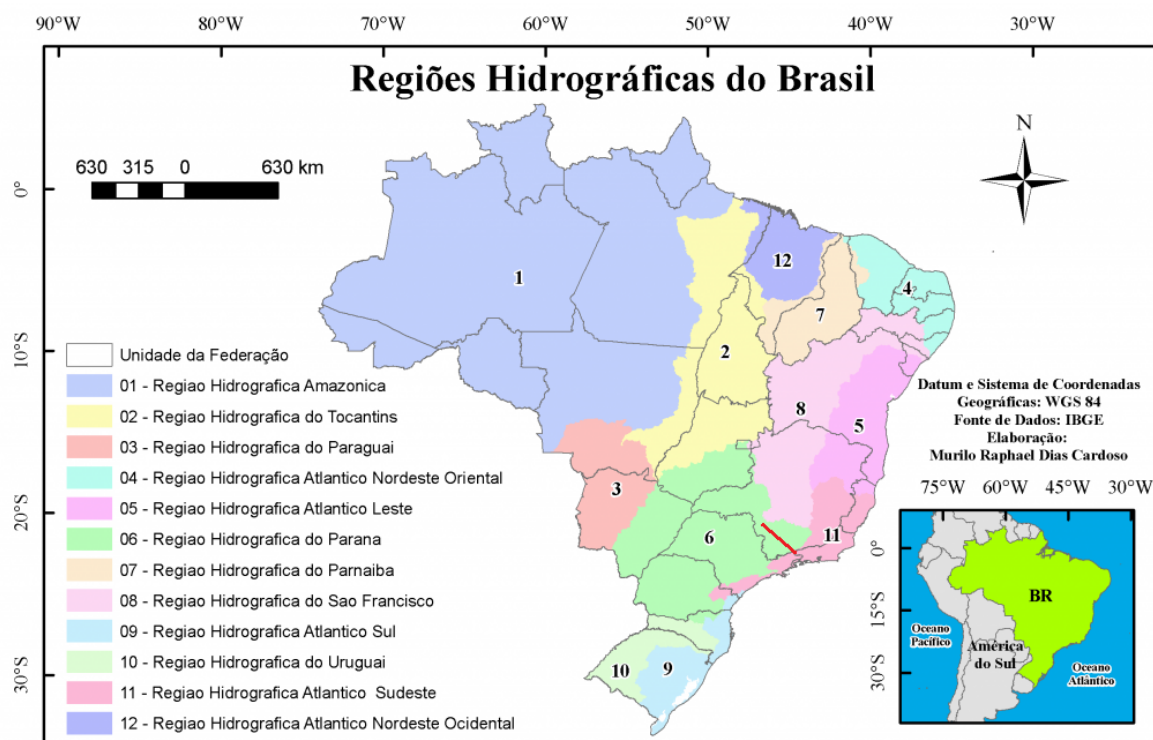 90°W 80°W 70°W 60°W 50°W 40°W 30°W
Regiões Hidrográficas do Brasil
630 315 0 630 km
N
0°
10°S
20°S
30°S
0°
10°S
20°S
30°S
1
2
3
4
5
6
7
8
9
10
11
12
Unidade da Federação
01 - Regiao Hidrografica Amazonica
02 - Regiao Hidrografica do Tocantins
03 - Regiao Hidrografica do Paraguai
04 - Regiao Hidrografica Atlantico Nordeste Oriental
05 - Regiao Hidrografica Atlantico Leste
06 - Regiao Hidrografica do Parana
07 - Regiao Hidrografica do Parnaiba
08 - Regiao Hidrografica do Sao Francisco
09 - Regiao Hidrografica Atlantico Sul
10 - Regiao Hidrografica do Uruguai
11 - Regiao Hidrografica Atlantico Sudeste
12 - Regiao Hidrografica Atlantico Nordeste Ocidental
Datum e Sistema de Coordenadas
Geográficas: WGS 84
Fonte de Dados: IBGE
Elaboração:
Murilo Raphael Dias Cardoso
75°W 60°W 45°W 30°W
0°
15°S
30°S
BR
Oceano
Pacífico
América
do Sul
Oceano
Atlântico